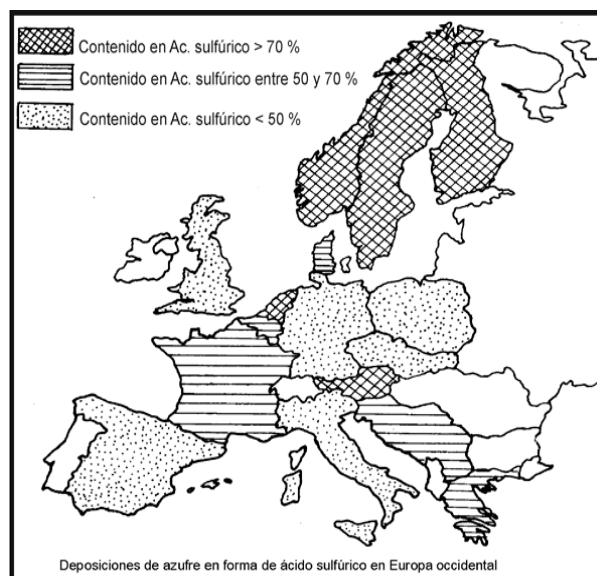 Contenido en Ac. sulfúrico > 70 %
Contenido en Ac. sulfúrico entre 50 y 70 %
Contenido en Ac. sulfúrico < 50 %
Deposiciones de azufre en forma de ácido sulfúrico en Europa occidental